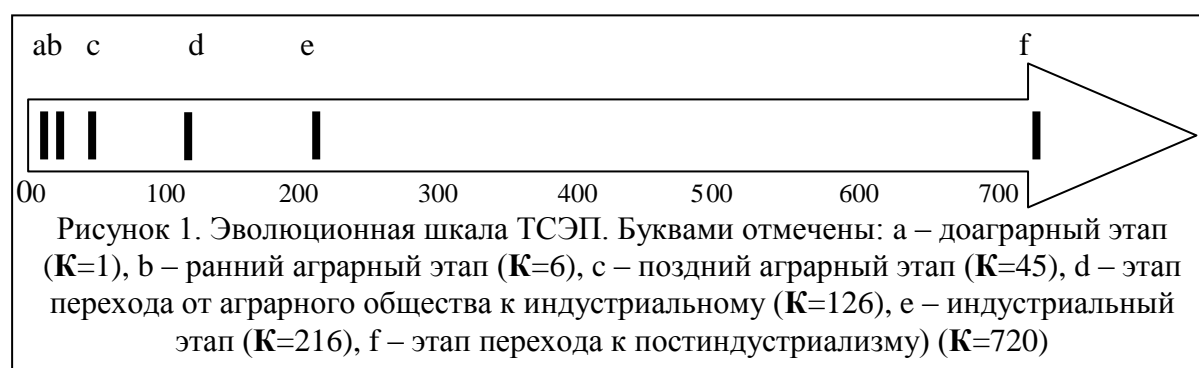 ab c d e f
00 100 200 300 400 500 600 700
Рисунок 1. Эволюционная шкала ТСЭП. Буквами отмечены: a – доаграрный этап
(К=1), b – ранний аграрный этап (К=6), c – поздний аграрный этап (К=45), d – этап
перехода от аграрного общества к индустриальному (К=126), e – индустриальный
этап (К=216), f – этап перехода к постиндустриализму) (К=720)